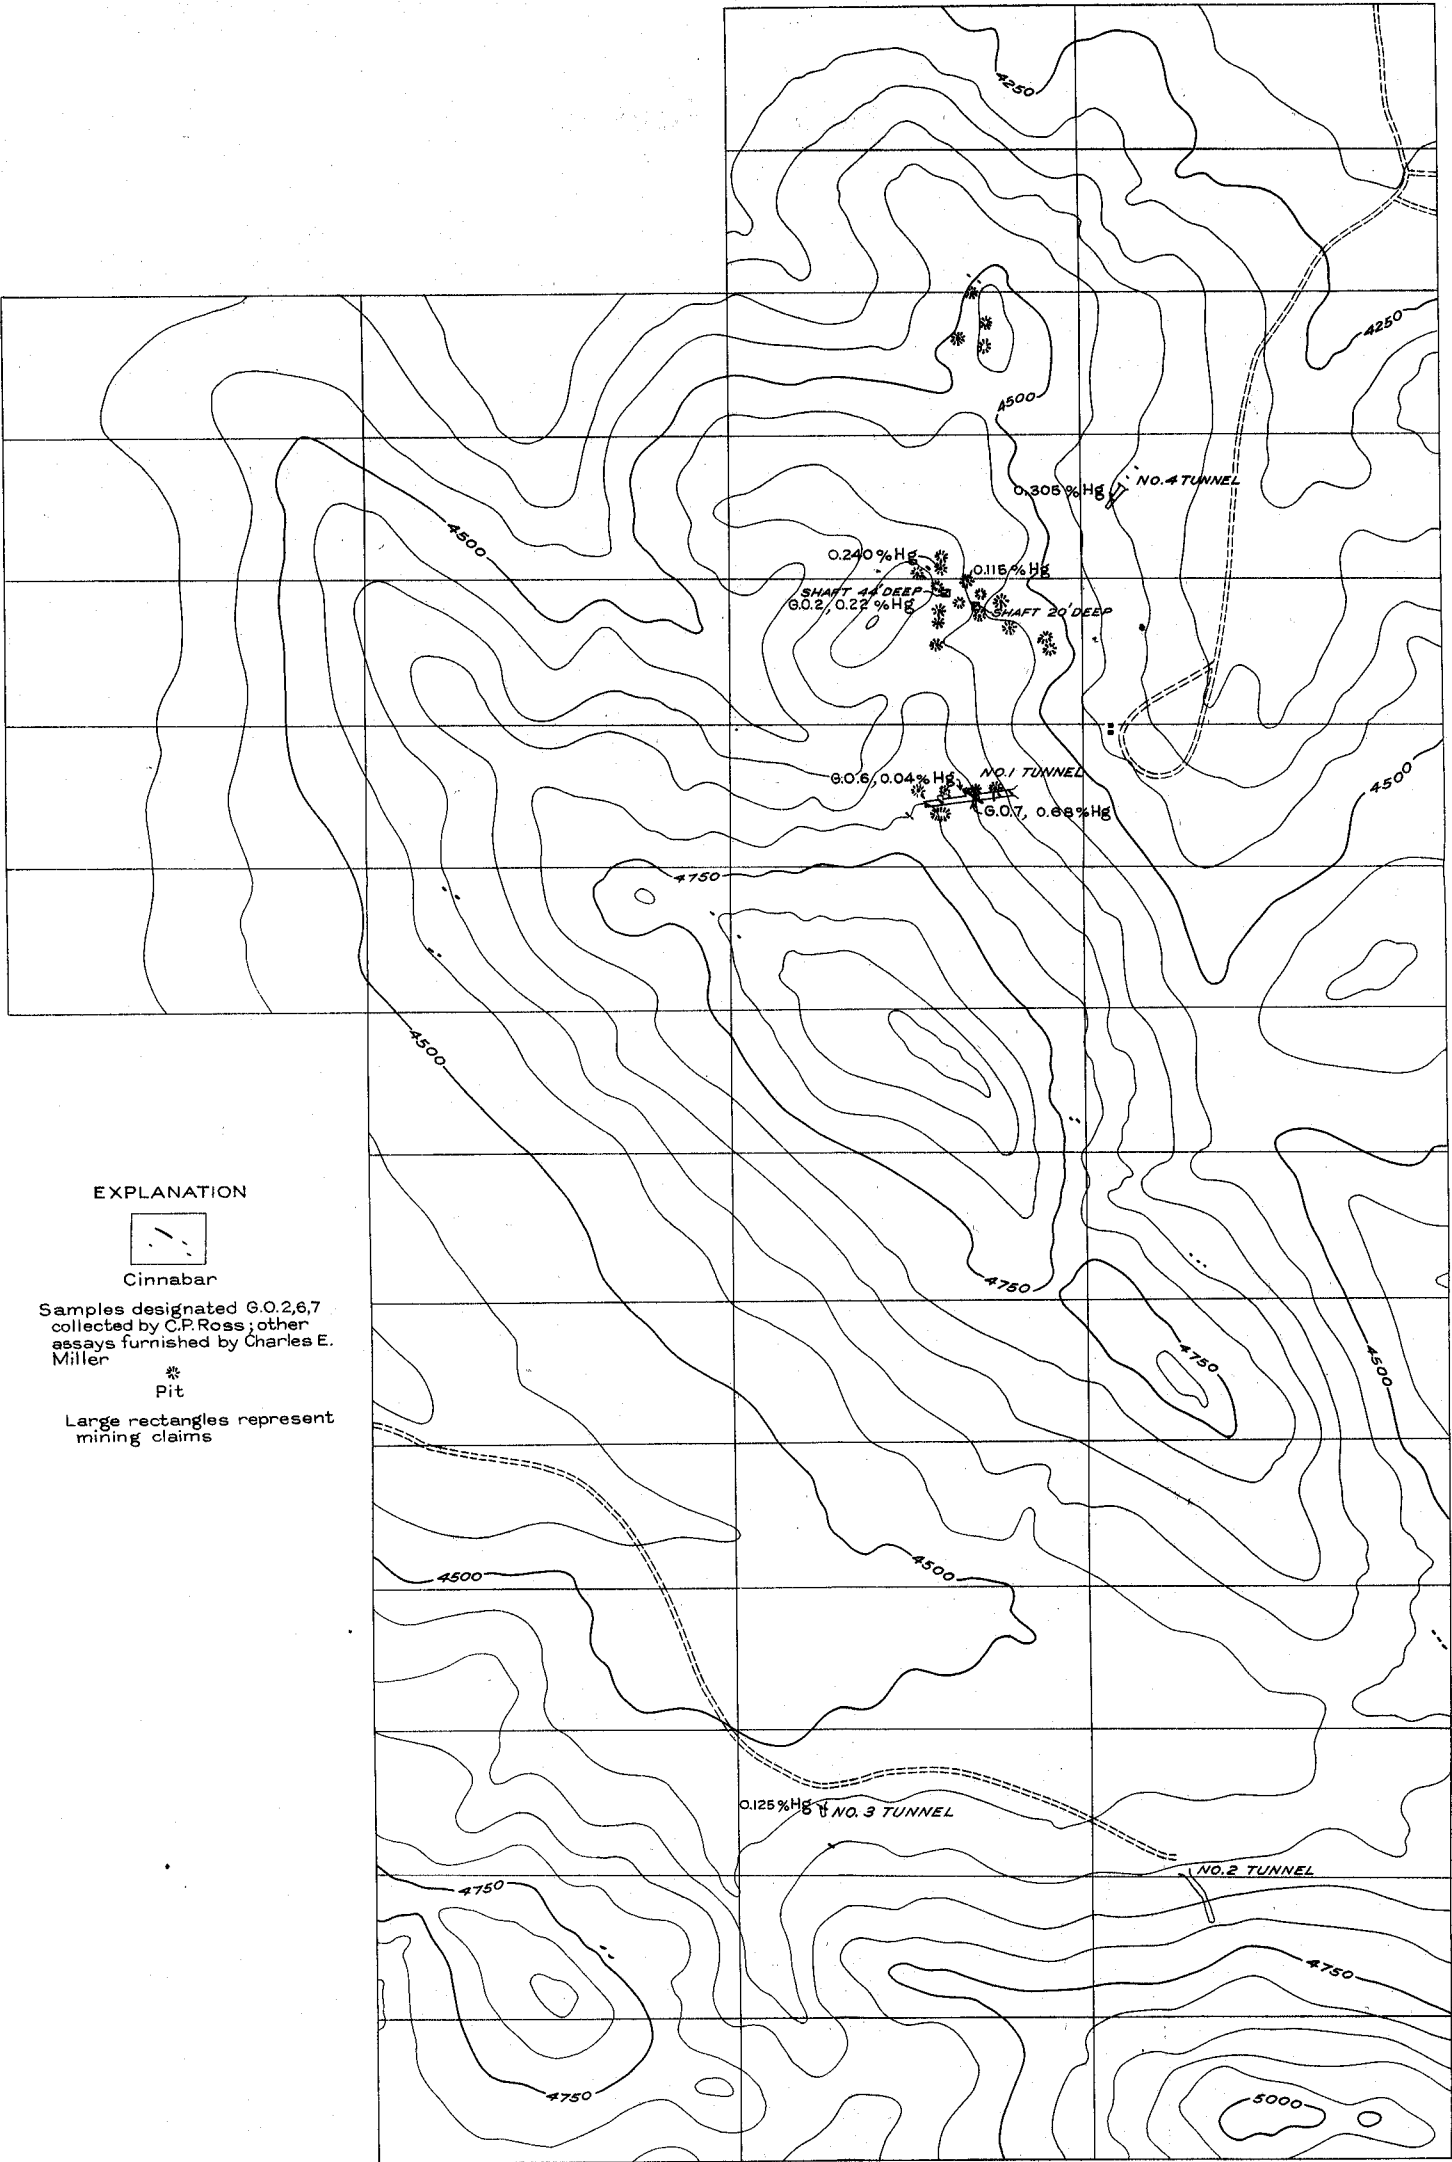 4250
4250
4500
NO. 4 TUNNEL
0.305 % Hg
4500
0.240 % Hg
0.115 % Hg
SHAFT 44' DEEP
G.O.2, 0.22 % Hg
SHAFT 20' DEEP
4500
G.O.6, 0.04 % Hg
NO. 1 TUNNEL
G.O.7, 0.68 % Hg
4750
4500
EXPLANATION
Cinnabar
Samples designated G.O. 2,6,7
collected by C.P. Ross; other
assays furnished by Charles E.
Miller
Pit
Large rectangles represent
mining claims
4750
4750
4500
4500
4500
0.125 % Hg
NO. 3 TUNNEL
NO. 2 TUNNEL
4750
4750
4750
5000